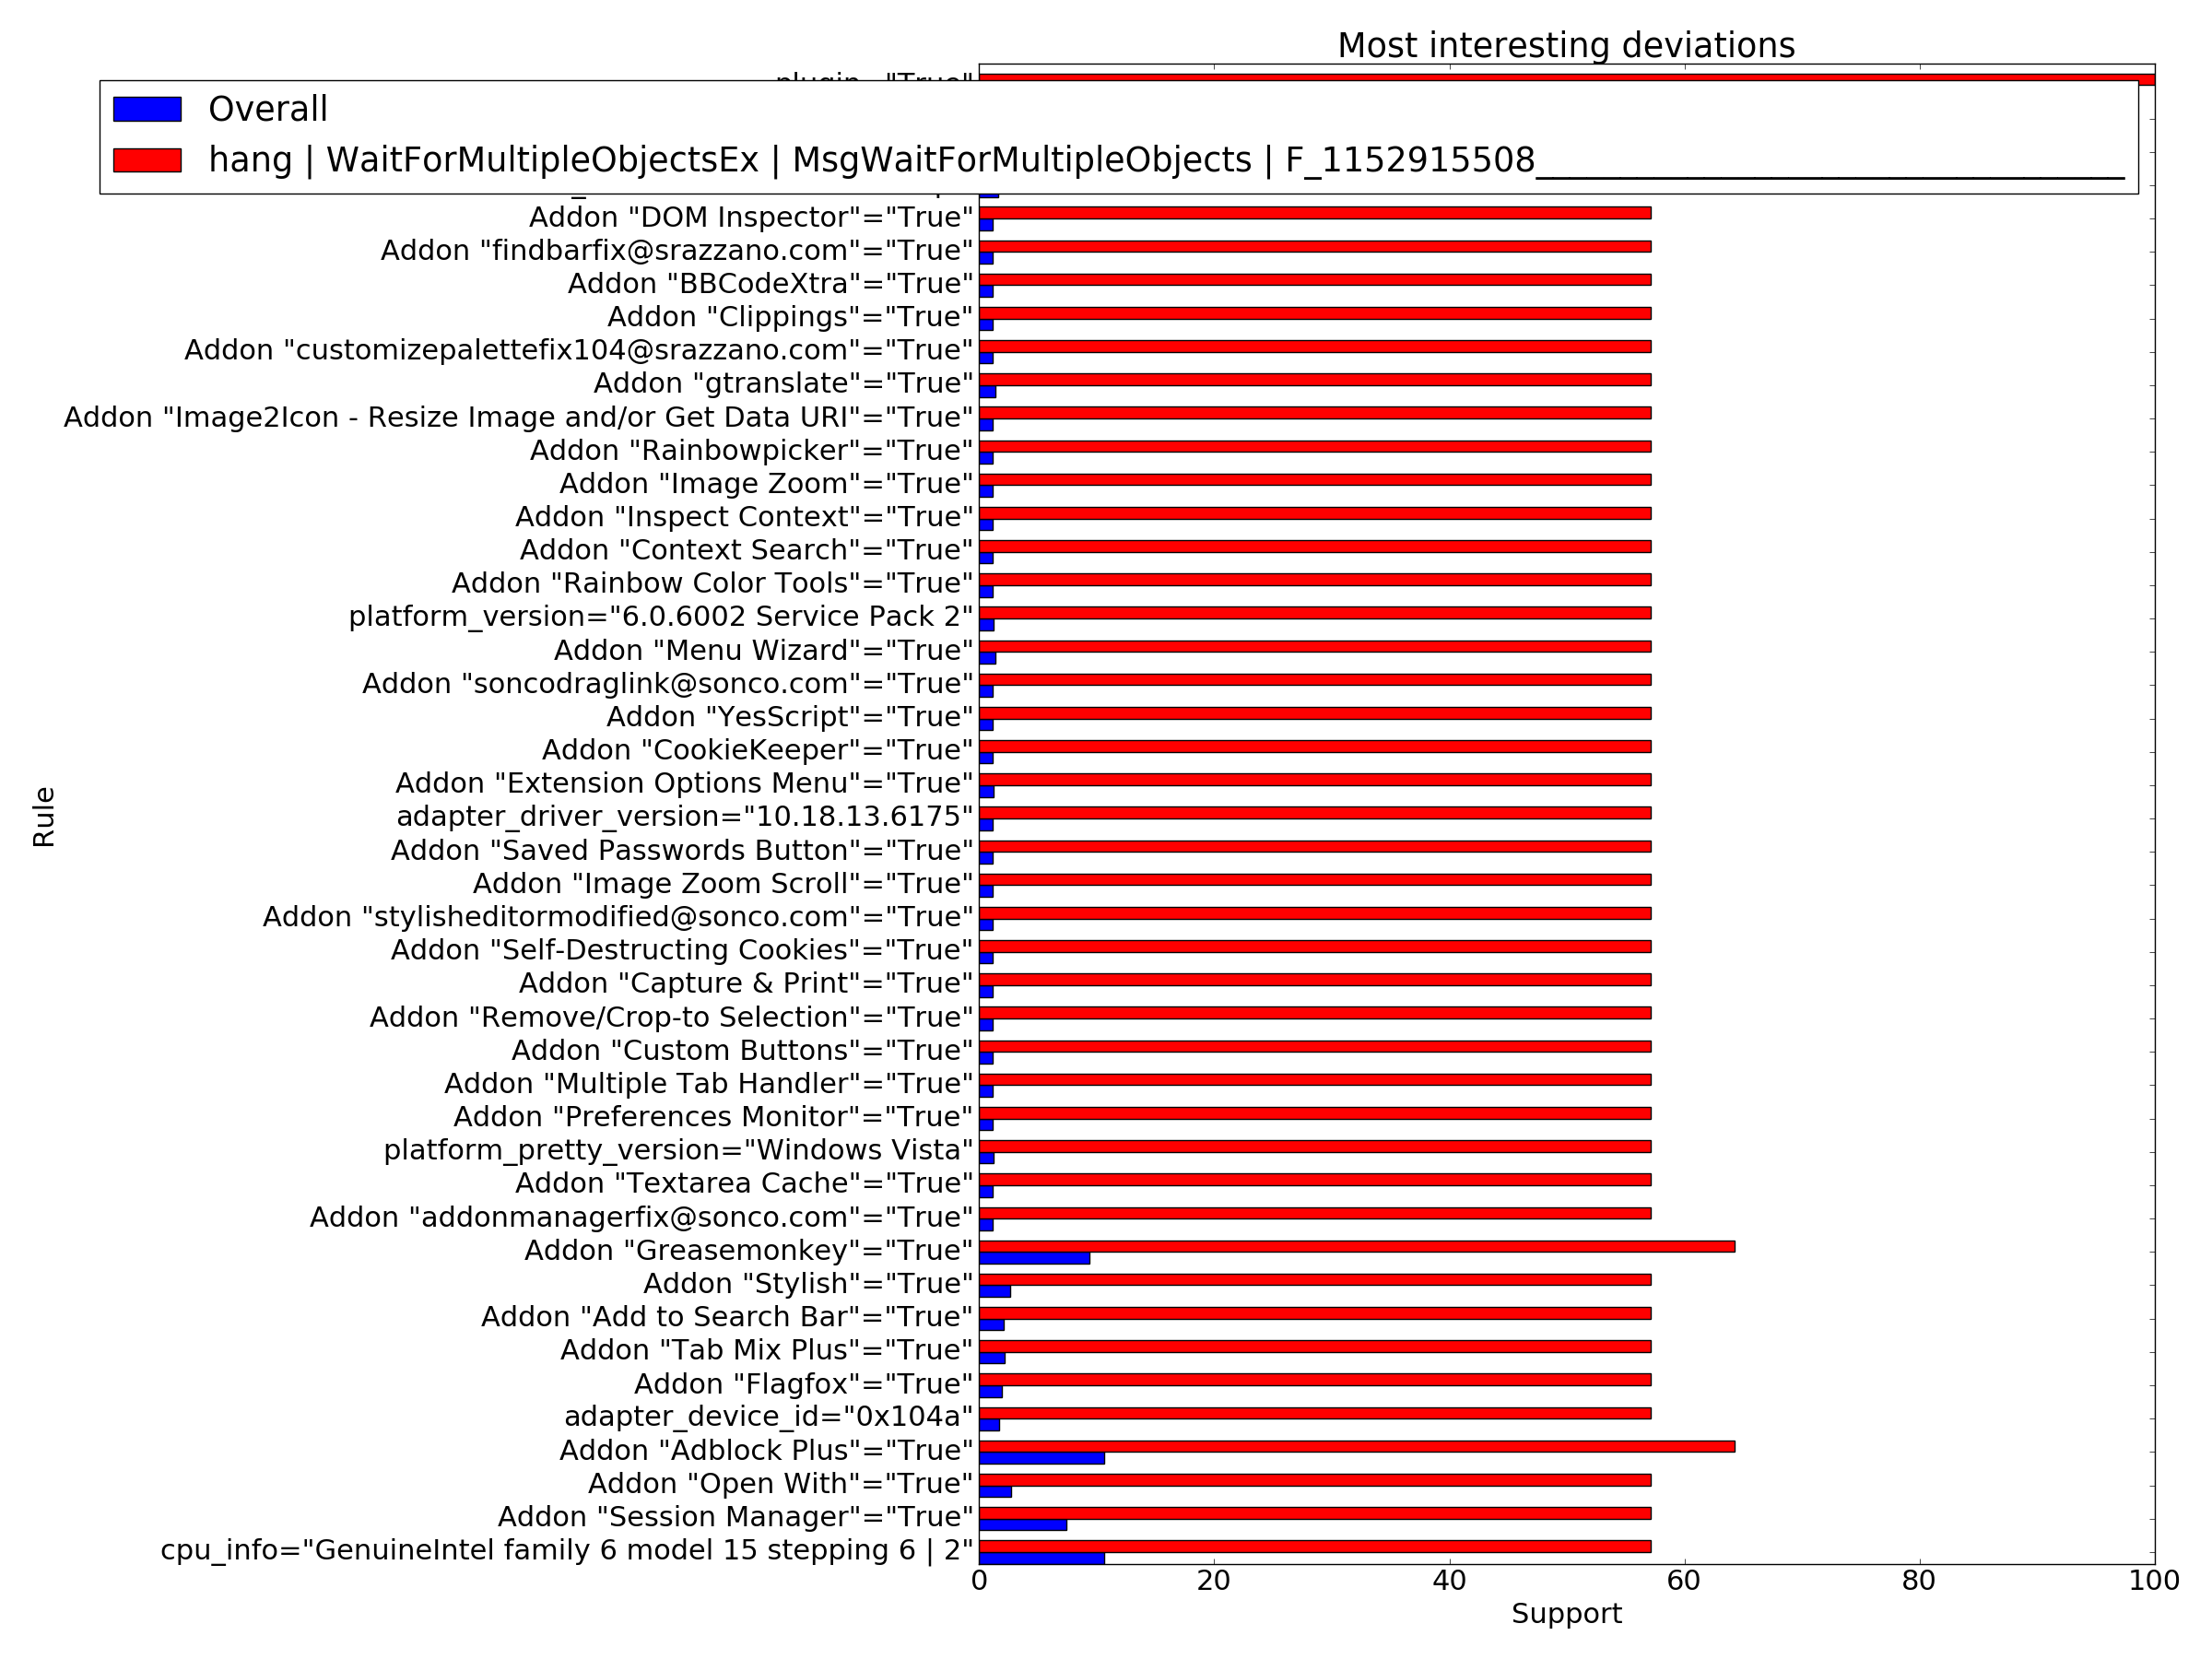 Most interesting deviations
Overall
hang | WaitForMultipleObjectsEx | MsgWaitForMultipleObjects | F_1152915508___________________________________
Addon "DOM Inspector"="True"
Addon "findbarfix@srazzano.com"="True"
Addon "BBCodeXtra"="True"
Addon "Clippings"="True"
Addon "customizepalettefix104@srazzano.com"="True"
Addon "gtranslate"="True"
Addon "Image2Icon - Resize Image and/or Get Data URI"="True"
Addon "Rainbowpicker"="True"
Addon "Image Zoom"="True"
Addon "Inspect Context"="True"
Addon "Context Search"="True"
Addon "Rainbow Color Tools"="True"
platform_version="6.0.6002 Service Pack 2"
Addon "Menu Wizard"="True"
Addon "soncodraglink@sonco.com"="True"
Addon "YesScript"="True"
Addon "CookieKeeper"="True"
Addon "Extension Options Menu"="True"
adapter_driver_version="10.18.13.6175"
Addon "Saved Passwords Button"="True"
Addon "Image Zoom Scroll"="True"
Addon "stylisheditormodified@sonco.com"="True"
Addon "Self-Destructing Cookies"="True"
Addon "Capture & Print"="True"
Addon "Remove/Crop-to Selection"="True"
Addon "Custom Buttons"="True"
Addon "Multiple Tab Handler"="True"
Addon "Preferences Monitor"="True"
platform_pretty_version="Windows Vista"
Addon "Textarea Cache"="True"
Addon "addonmanagerfix@sonco.com"="True"
Addon "Greasemonkey"="True"
Addon "Stylish"="True"
Addon "Add to Search Bar"="True"
Addon "Tab Mix Plus"="True"
Addon "Flagfox"="True"
adapter_device_id="0x104a"
Addon "Adblock Plus"="True"
Addon "Open With"="True"
Addon "Session Manager"="True"
cpu_info="GenuineIntel family 6 model 15 stepping 6 | 2"
Rule
0 20 40 60 80 100
Support